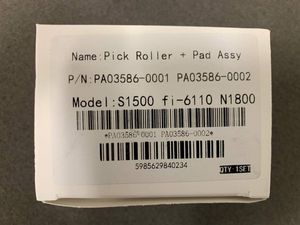 Name:Pick Roller + Pad Assy
P/N:PA03586-0001 PA03586-0002
Model:S1500 fi-6110 N1800
*PA03586-0001 PA03586-0002*
5985629840234
QTY:1SET